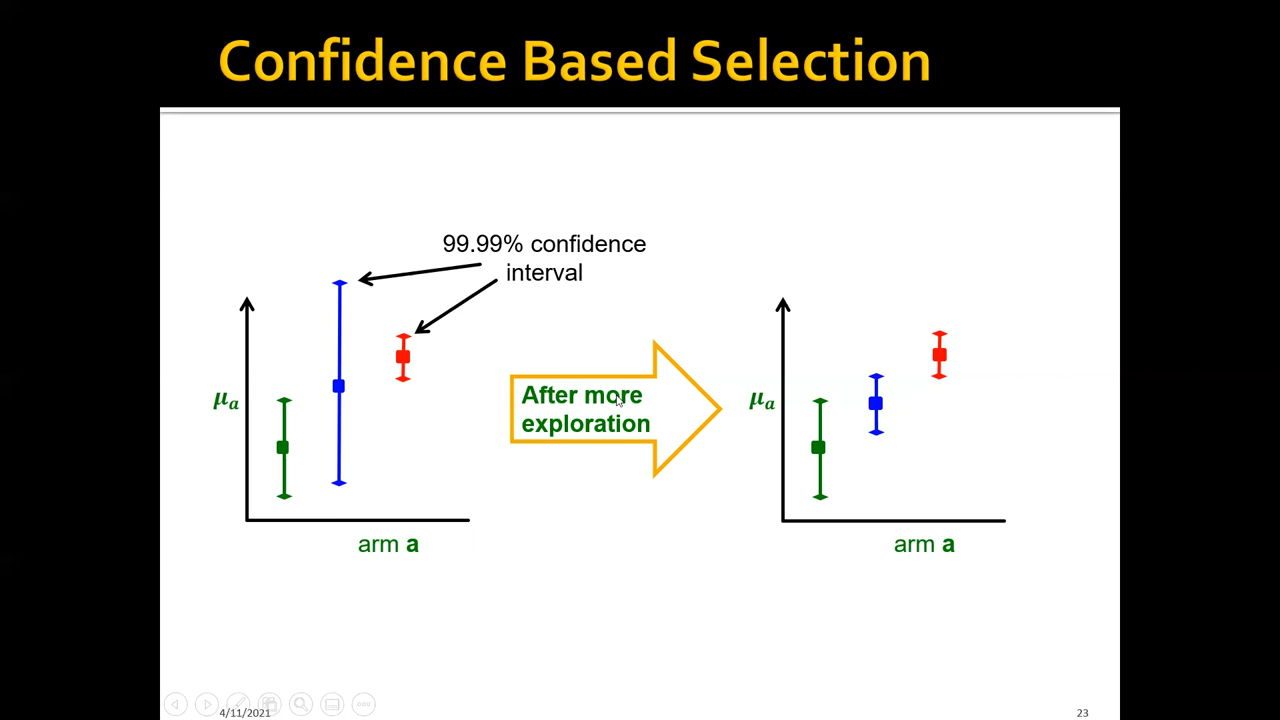 Confidence Based Selection
99.99% confidence
interval
μₐ
After more
exploration
μₐ
arm a
arm a
4/11/2021
23